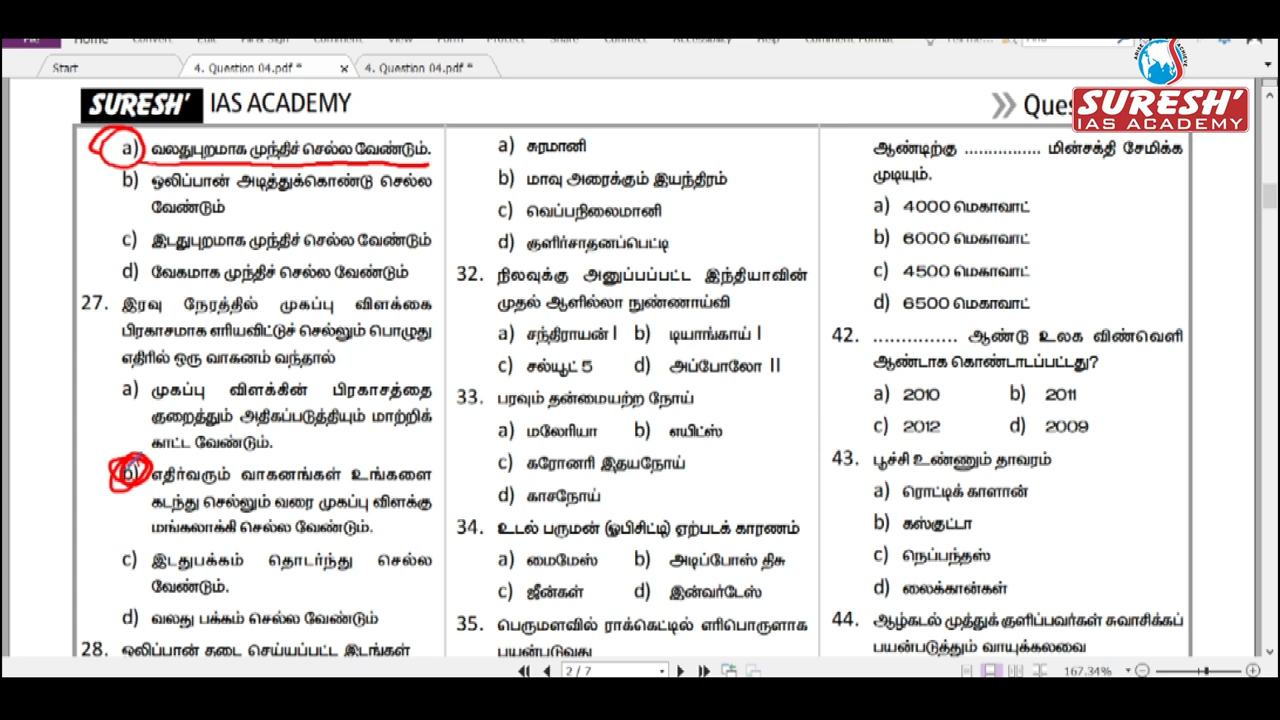 Start
4. Question 04.pdf *
x
4. Question 04.pdf *
SURESH' IAS ACADEMY
SURESH'
IAS ACADEMY
a) வலதுபுறமாக முந்திச் செல்ல வேண்டும்.
b) ஒலிப்பான் அடித்துக்கொண்டு செல்ல
வேண்டும்
c) இடதுபுறமாக முந்திச் செல்ல வேண்டும்
d) வேகமாக முந்திச் செல்ல வேண்டும்
27. இரவு நேரத்தில் முகப்பு விளக்கை
பிரகாசமாக எரியவிட்டுச் செல்லும் பொழுது
எதிரில் ஒரு வாகனம் வந்தால்
a) முகப்பு விளக்கின் பிரகாசத்தை
குறைத்தும் அதிகப்படுத்தியும் மாற்றிக்
காட்ட வேண்டும்.
b) எதிர்வரும் வாகனங்கள் உங்களை
கடந்து செல்லும் வரை முகப்பு விளக்கு
மங்கலாக்கி செல்ல வேண்டும்.
c) இடதுபக்கம் தொடர்ந்து செல்ல
வேண்டும்.
d) வலது பக்கம் செல்ல வேண்டும்
28. ஒலிப்பான் தடை செய்யப்பட்ட இடங்கள்
a) சுரமானி
b) மாவு அரைக்கும் இயந்திரம்
c) வெப்பநிலைமானி
d) குளிர்சாதனப்பெட்டி
32. நிலவுக்கு அனுப்பப்பட்ட இந்தியாவின்
முதல் ஆளில்லா நுண்ணாய்வி
a) சந்திராயன் I b) டியாங்காய் I
c) சல்யூட் 5 d) அப்போலோ II
33. பரவும் தன்மையற்ற நோய்
a) மலேரியா b) எயிட்ஸ்
c) கரோனரி இதயநோய்
d) காசநோய்
34. உடல் பருமன் (ஓபிசிட்டி) ஏற்படக் காரணம்
a) மைமேஸ் b) அடிப்போஸ் திசு
c) ஜீன்கள் d) இன்வர்டேஸ்
35. பெருமளவில் ராக்கெட்டில் எரிபொருளாக
பயன்படுவது
ஆண்டிற்கு ................ மின்சக்தி சேமிக்க
முடியும்.
a) 4000 மெகாவாட்
b) 6000 மெகாவாட்
c) 4500 மெகாவாட்
d) 6500 மெகாவாட்
42. ............... ஆண்டு உலக விண்வெளி
ஆண்டாக கொண்டாடப்பட்டது?
a) 2010 b) 2011
c) 2012 d) 2009
43. பூச்சி உண்ணும் தாவரம்
a) ரொட்டிக் காளான்
b) கஸ்குட்டா
c) நெப்பந்தஸ்
d) லைக்கான்கள்
44. ஆழ்கடல் முத்துக் குளிப்பவர்கள் சுவாசிக்கப்
பயன்படுத்தும் வாயுக்கலவை
2 / 7
167.34%